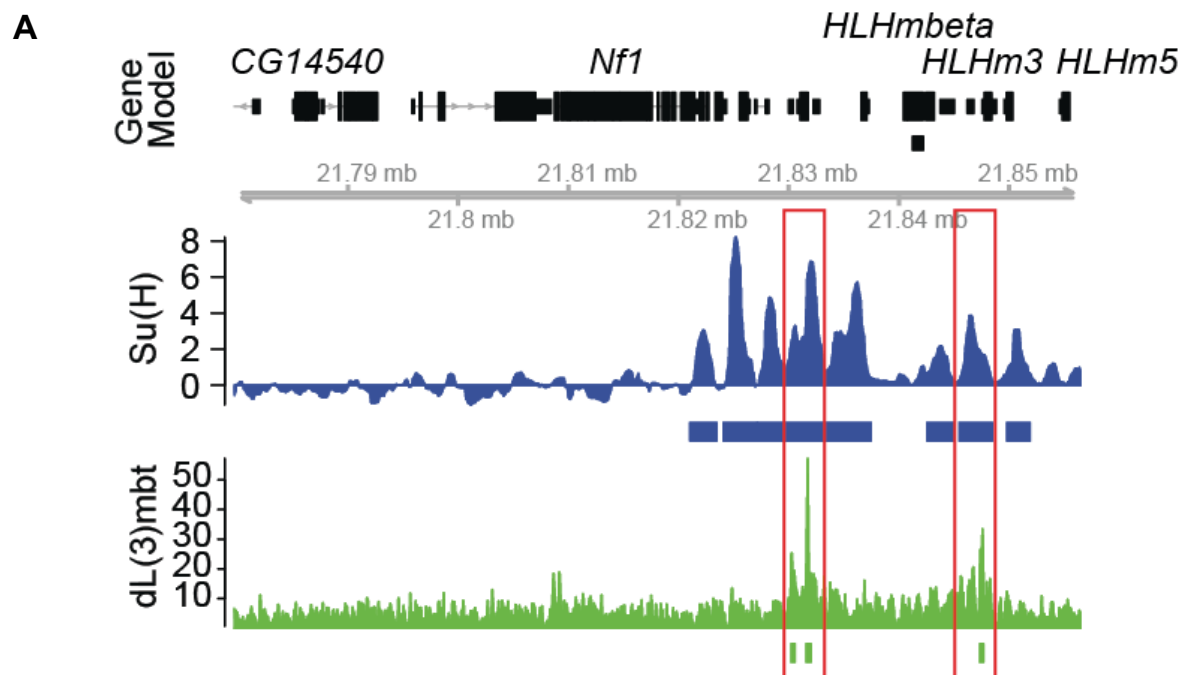 A
HLHmbeta
CG14540 Nf1 HLHm3 HLHm5
Gene
Model
21.79 mb 21.81 mb 21.83 mb 21.85 mb
21.8 mb 21.82 mb 21.84 mb
Su(H)
8
6
4
2
0
dL(3)mbt
50
40
30
20
10